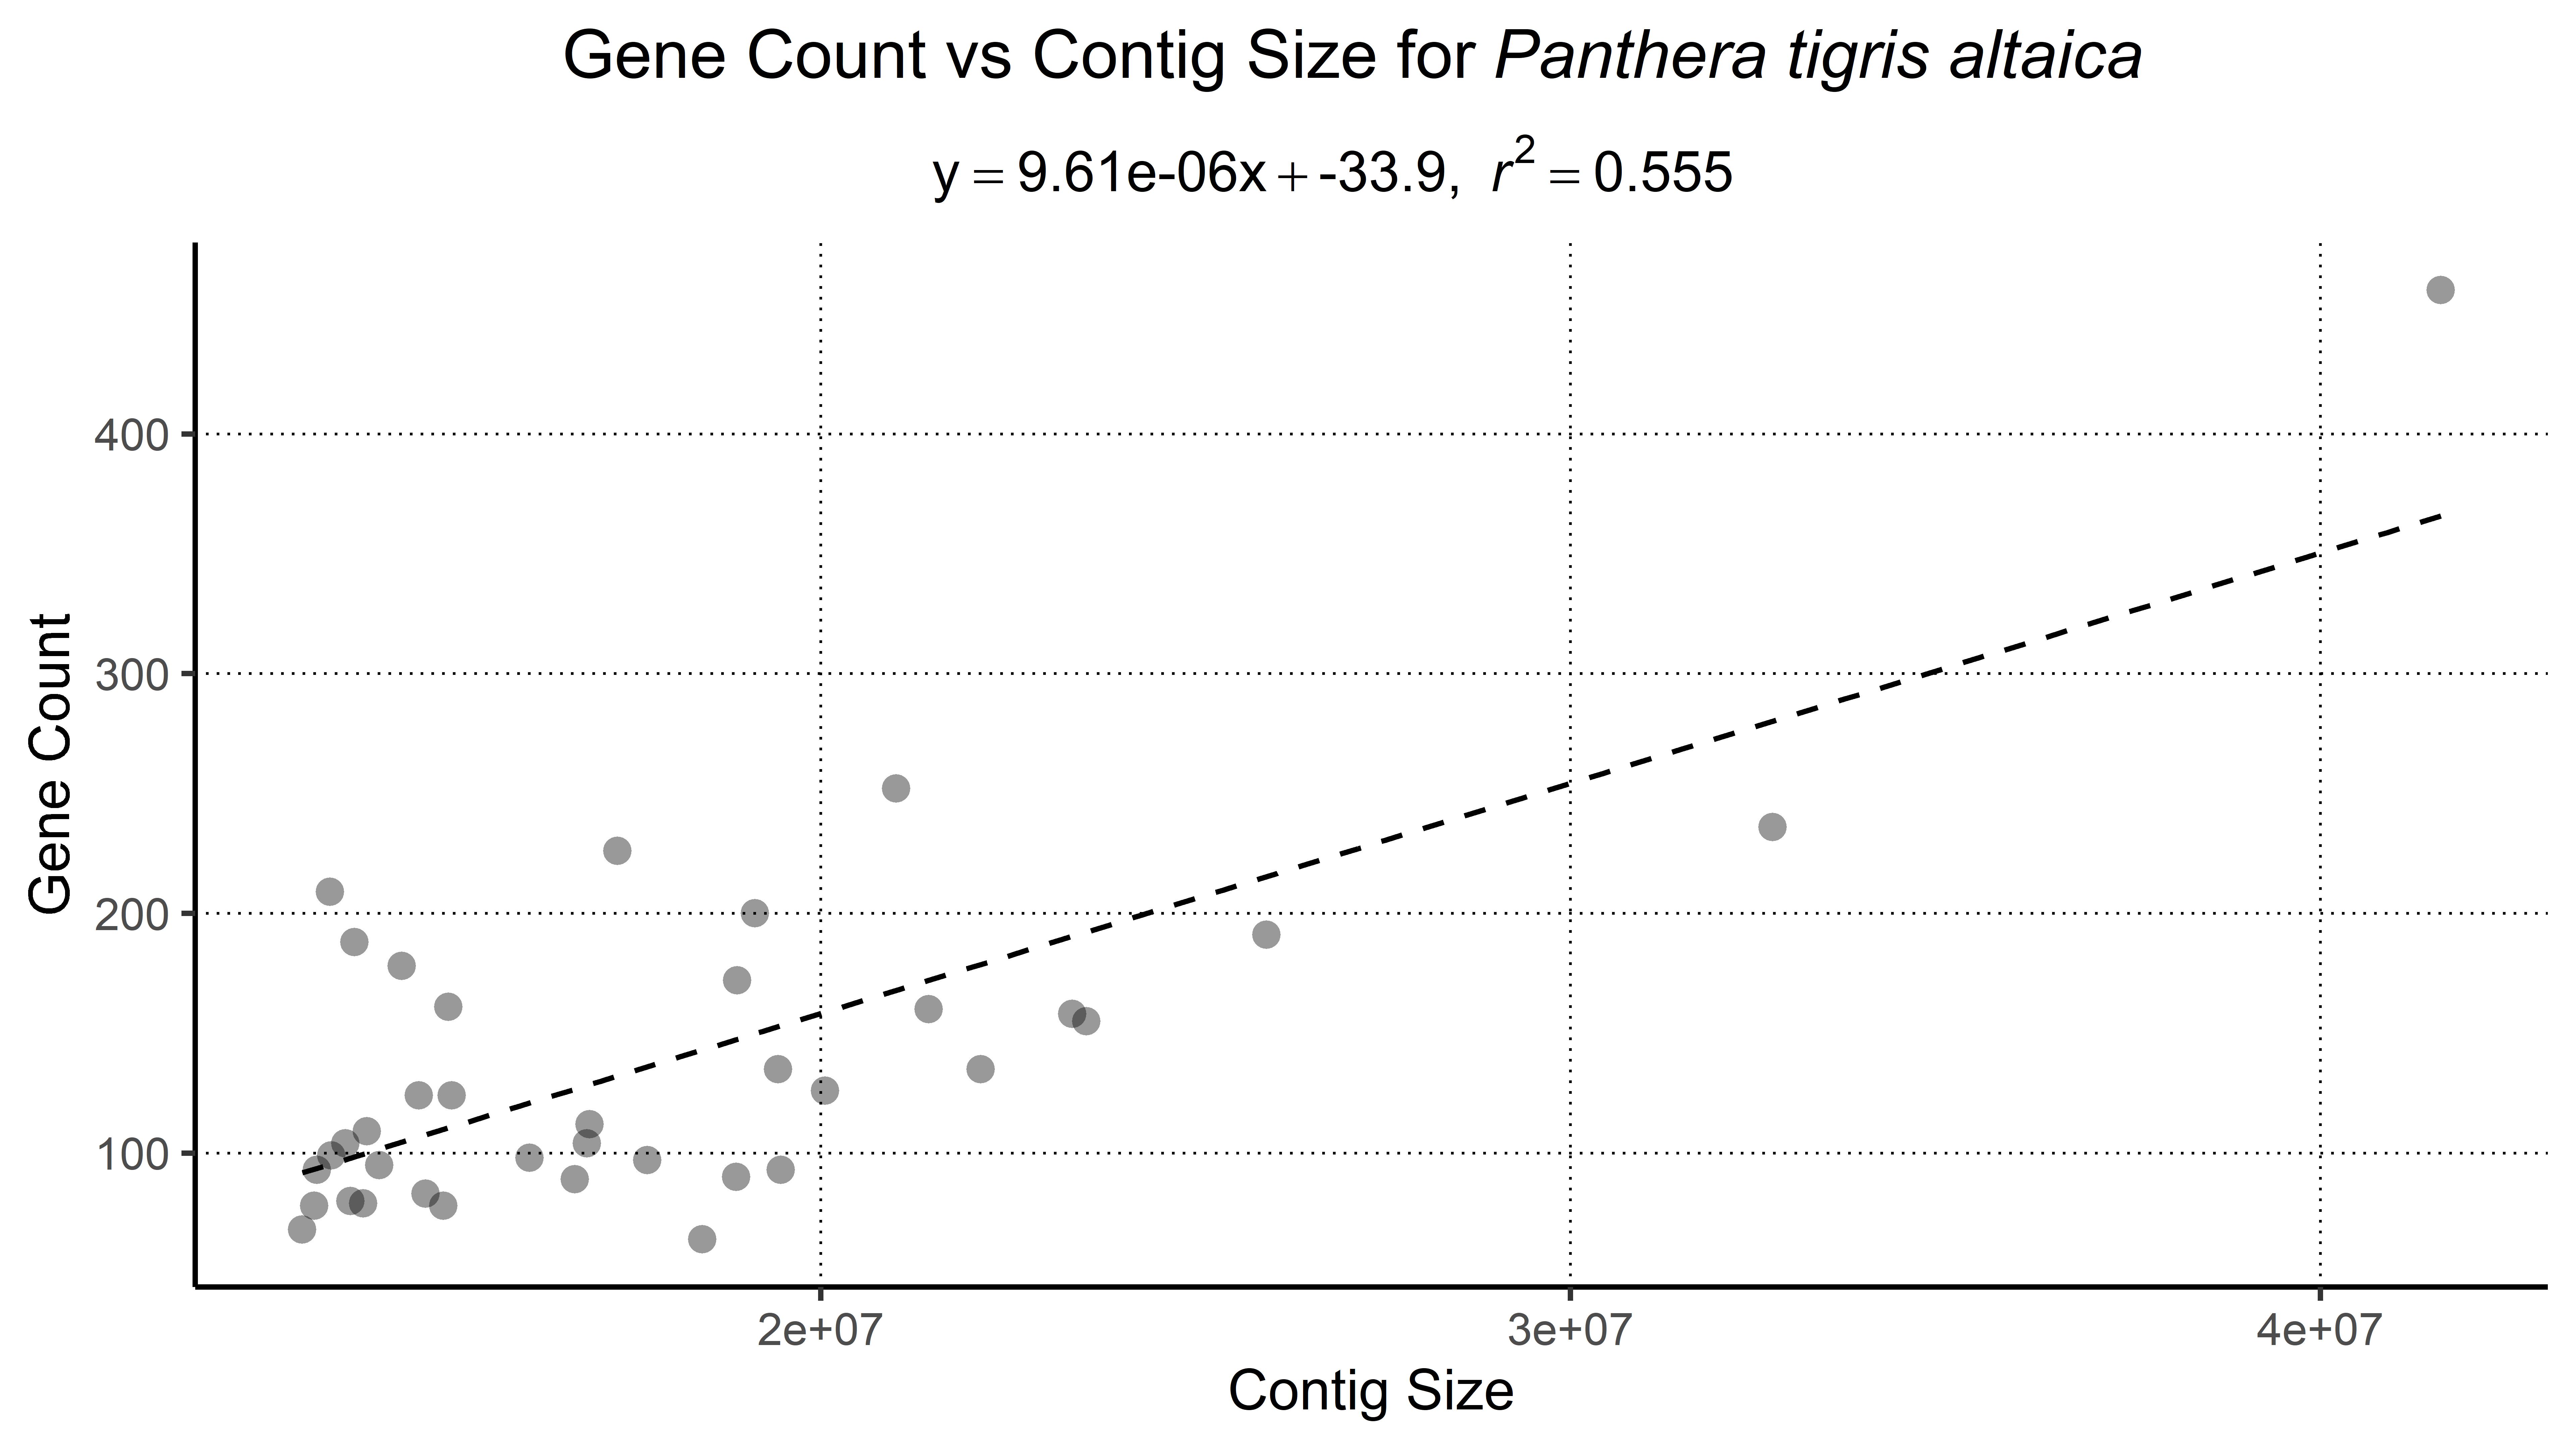 Gene Count vs Contig Size for Panthera tigris altaica
y = 9.61e-06x + -33.9, r² = 0.555
Gene Count
400
300
200
100
2e+07 3e+07 4e+07
Contig Size